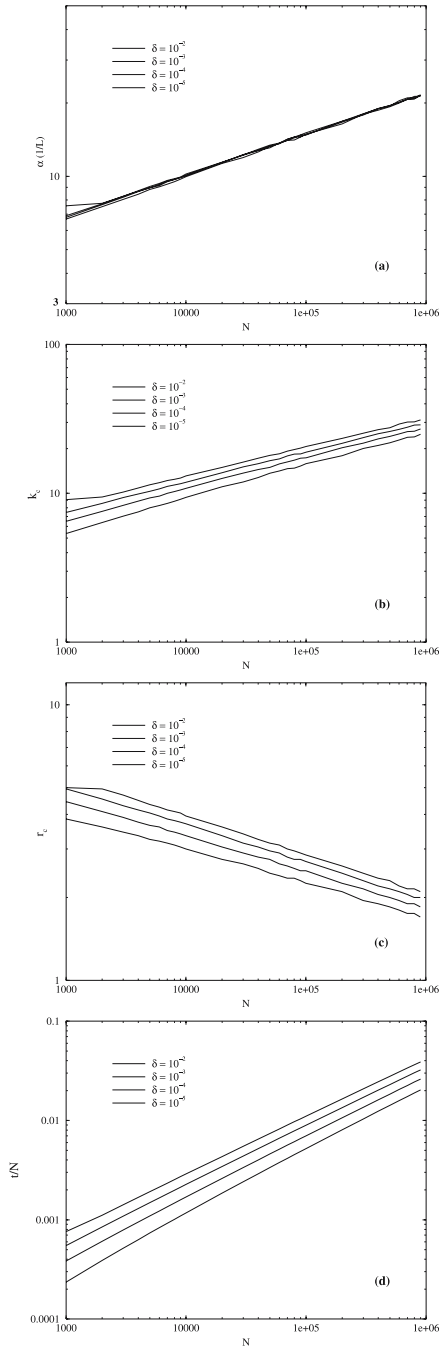 δ = 10⁻²
δ = 10⁻³
δ = 10⁻⁴
δ = 10⁻⁵
α (1/L)
10
3
(a)
1000 10000 1e+05 1e+06
N
100
δ = 10⁻²
δ = 10⁻³
δ = 10⁻⁴
δ = 10⁻⁵
k_c
10
(b)
1
1000 10000 1e+05 1e+06
N
10
δ = 10⁻²
δ = 10⁻³
δ = 10⁻⁴
δ = 10⁻⁵
r_c
(c)
1
1000 10000 1e+05 1e+06
N
0.1
δ = 10⁻²
δ = 10⁻³
δ = 10⁻⁴
δ = 10⁻⁵
0.01
t/N
0.001
(d)
0.0001
1000 10000 1e+05 1e+06
N